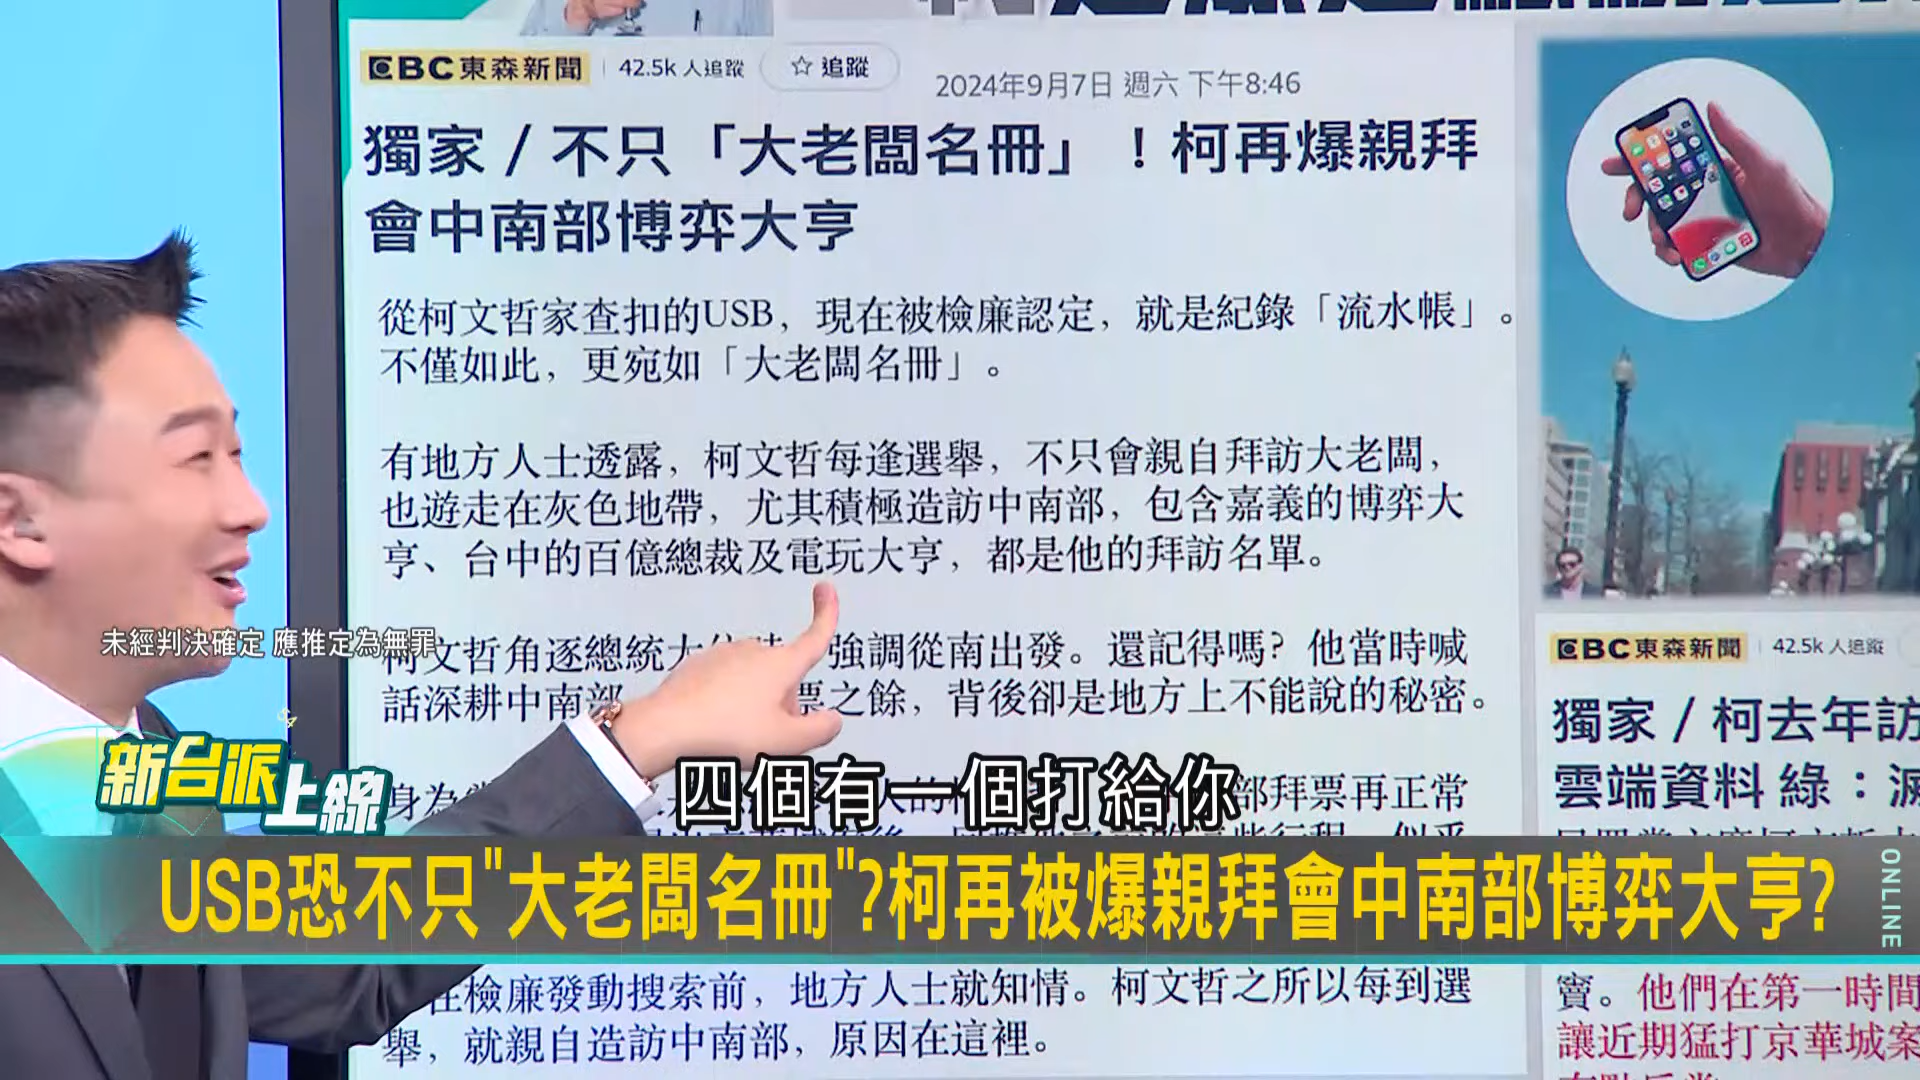 EBC東森新聞 42.5k 人追蹤 ☆ 追蹤
2024年9月7日 週六 下午8:46
獨家／不只「大老闆名冊」！柯再爆親拜
會中南部博弈大亨
從柯文哲家查扣的USB，現在被檢廉認定，就是紀錄「流水帳」。
不僅如此，更宛如「大老闆名冊」。
有地方人士透露，柯文哲每逢選舉，不只會親自拜訪大老闆，
也遊走在灰色地帶，尤其積極造訪中南部，包含嘉義的博弈大
亨、台中的百億總裁及電玩大亨，都是他的拜訪名單。
柯文哲角逐總統大
強調從南出發。還記得嗎？他當時喊
話深耕中南部
票之餘，背後卻是地方上不能說的秘密。
身為
部拜票再正常
在檢廉發動搜索前，地方人士就知情。柯文哲之所以每到選
舉，就親自造訪中南部，原因在這裡。
EBC東森新聞 42.5k 人追蹤
獨家／柯去年訪
雲端資料 綠：滅
竇。他們在第一時間
讓近期猛打京華城案
未經判決確定 應推定為無罪
新台派上線
四個有一個打給你
USB恐不只"大老闆名冊"?柯再被爆親拜會中南部博弈大亨?
ONLINE